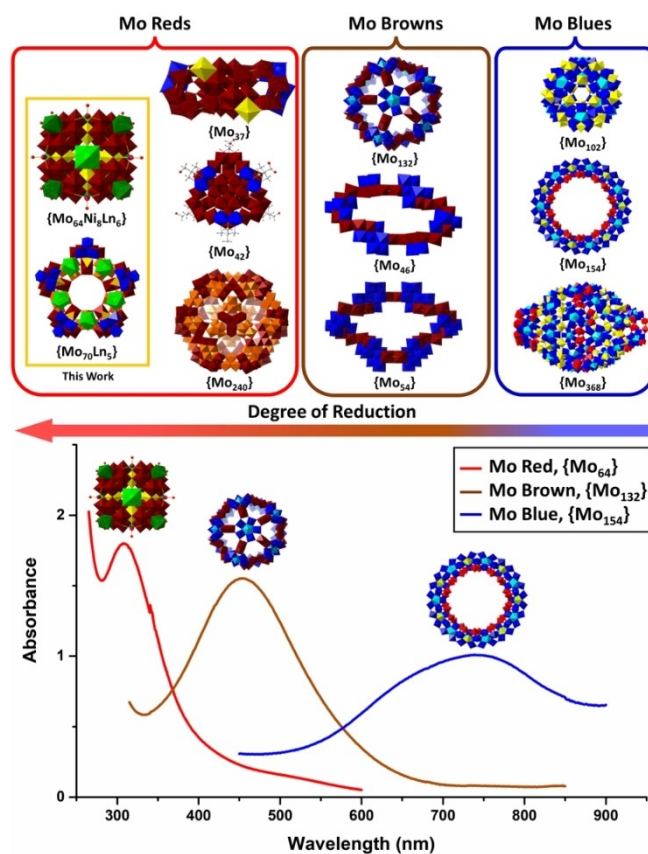 Mo Reds
Mo Browns
Mo Blues
{Mo₆₄Ni₈Ln₆}
{Mo₇₀Ln₅}
This Work
{Mo₃₇}
{Mo₄₂}
{Mo₂₄₀}
{Mo₁₃₂}
{Mo₄₆}
{Mo₅₄}
{Mo₁₀₂}
{Mo₁₅₄}
{Mo₃₆₈}
Degree of Reduction
Mo Red, {Mo₆₄}
Mo Brown, {Mo₁₃₂}
Mo Blue, {Mo₁₅₄}
Absorbance
2
1
0
300 400 500 600 700 800 900
Wavelength (nm)